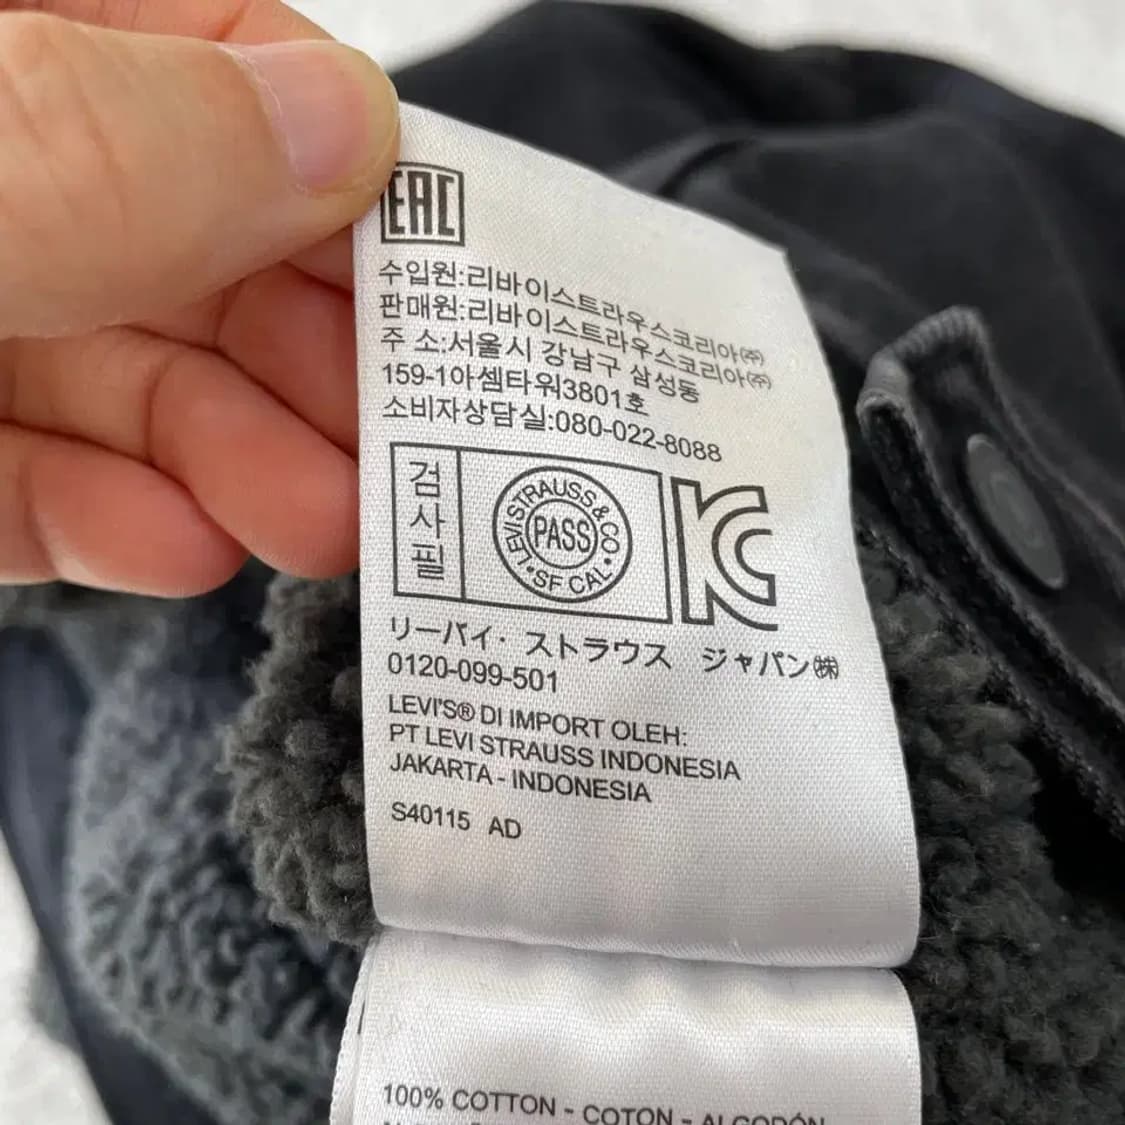 EAC
수입원:리바이스트라우스코리아㈜
판매원:리바이스트라우스코리아㈜
주 소:서울시 강남구 삼성동
159-1아셈타워3801호
소비자상담실:080-022-8088
검사필
LEVI STRAUSS & CO.
PASS
• SF CAL •
KC
リーバイ・ストラウス ジャパン㈱
0120-099-501
LEVI'S® DI IMPORT OLEH:
PT LEVI STRAUSS INDONESIA
JAKARTA - INDONESIA
S40115 AD
100% COTTON - COTON - ALGODÓN